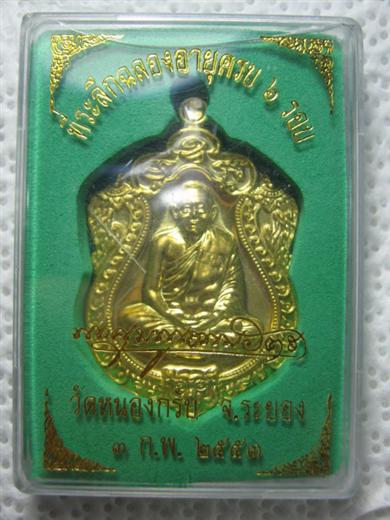 ที่ระลึกฉลองอายุครบ ๖ รอบ
วัดหนองกรับ จ.ระยอง
๓ ก.พ. ๒๕๕๓